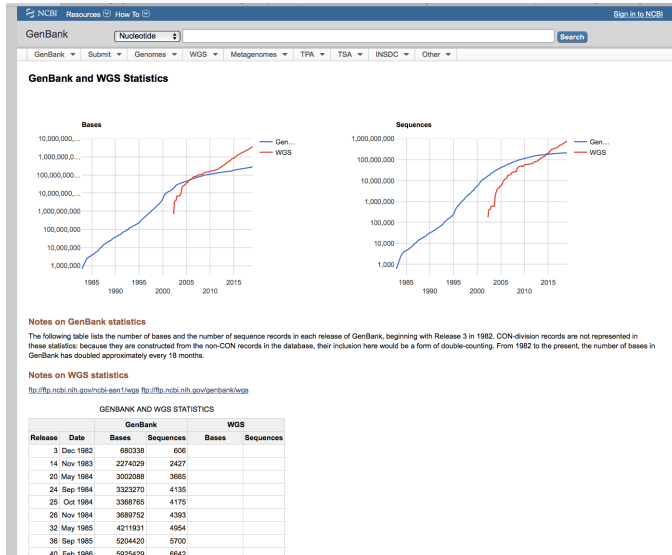 NCBI Resources How To Sign in to NCBI
GenBank Nucleotide Search
GenBank Submit Genomes WGS Metagenomes TPA TSA INSDC Other
GenBank and WGS Statistics
Bases
10,000,000,...
1,000,000,0...
100,000,000...
10,000,000,...
1,000,000,000
100,000,000
10,000,000
1,000,000
1985 1995 2005 2015
1990 2000 2010
Gen...
WGS
Sequences
1,000,000,000
100,000,000
10,000,000
1,000,000
100,000
10,000
1,000
1985 1995 2005 2015
1990 2000 2010
Gen...
WGS
Notes on GenBank statistics
The following table lists the number of bases and the number of sequence records in each release of GenBank, beginning with Release 3 in 1982. CON-division records are not represented in
these statistics: because they are constructed from the non-CON records in the database, their inclusion here would be a form of double-counting. From 1982 to the present, the number of bases in
GenBank has doubled approximately every 18 months.
Notes on WGS statistics
ftp://ftp.ncbi.nih.gov/ncbi-asn1/wgs ftp://ftp.ncbi.nih.gov/genbank/wgs
GENBANK AND WGS STATISTICS
GenBank WGS
Release Date Bases Sequences Bases Sequences
3 Dec 1982 680338 606
14 Nov 1983 2274029 2427
20 May 1984 3002088 3665
24 Sep 1984 3323270 4135
25 Oct 1984 3368765 4175
26 Nov 1984 3689752 4393
32 May 1985 4211931 4954
36 Sep 1985 5204420 5700
40 Feb 1986 5925429 6642